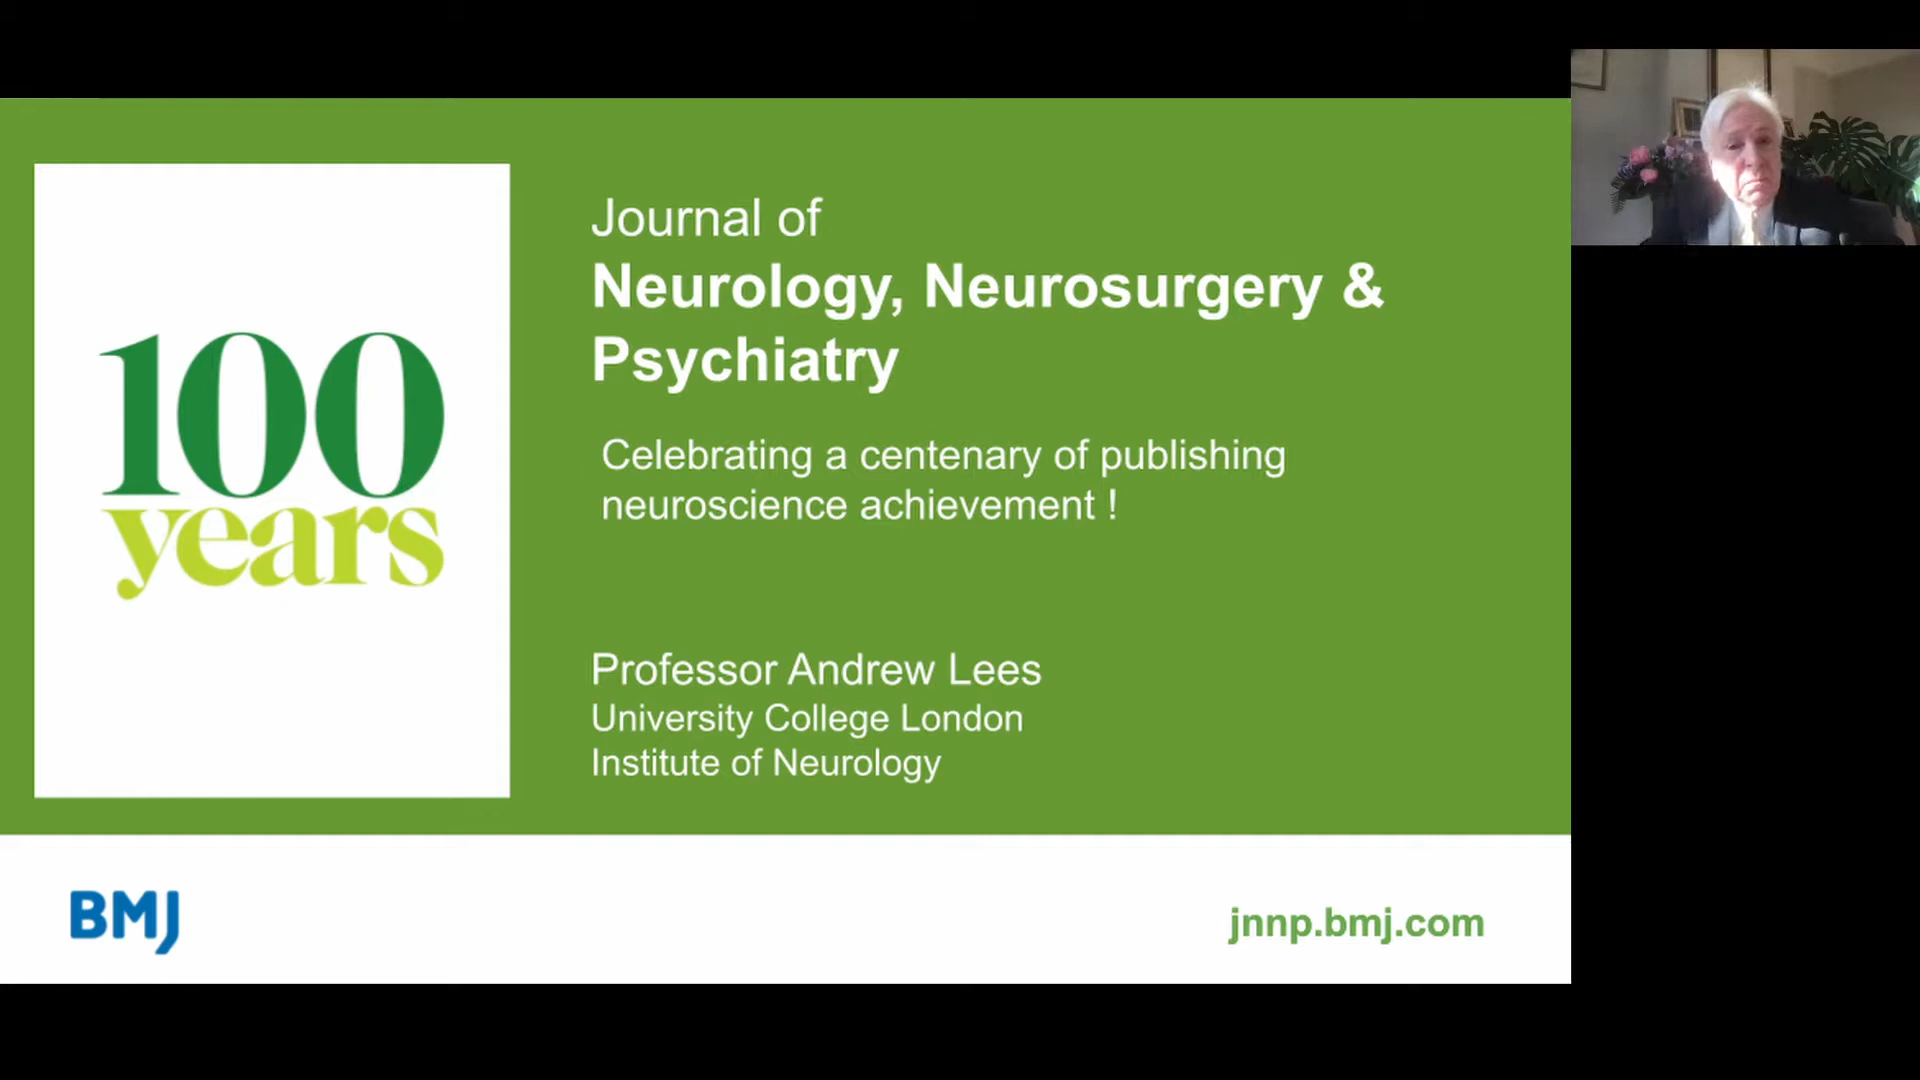 100
years
Journal of
Neurology, Neurosurgery &
Psychiatry
Celebrating a centenary of publishing
neuroscience achievement !
Professor Andrew Lees
University College London
Institute of Neurology
BMJ
jnnp.bmj.com